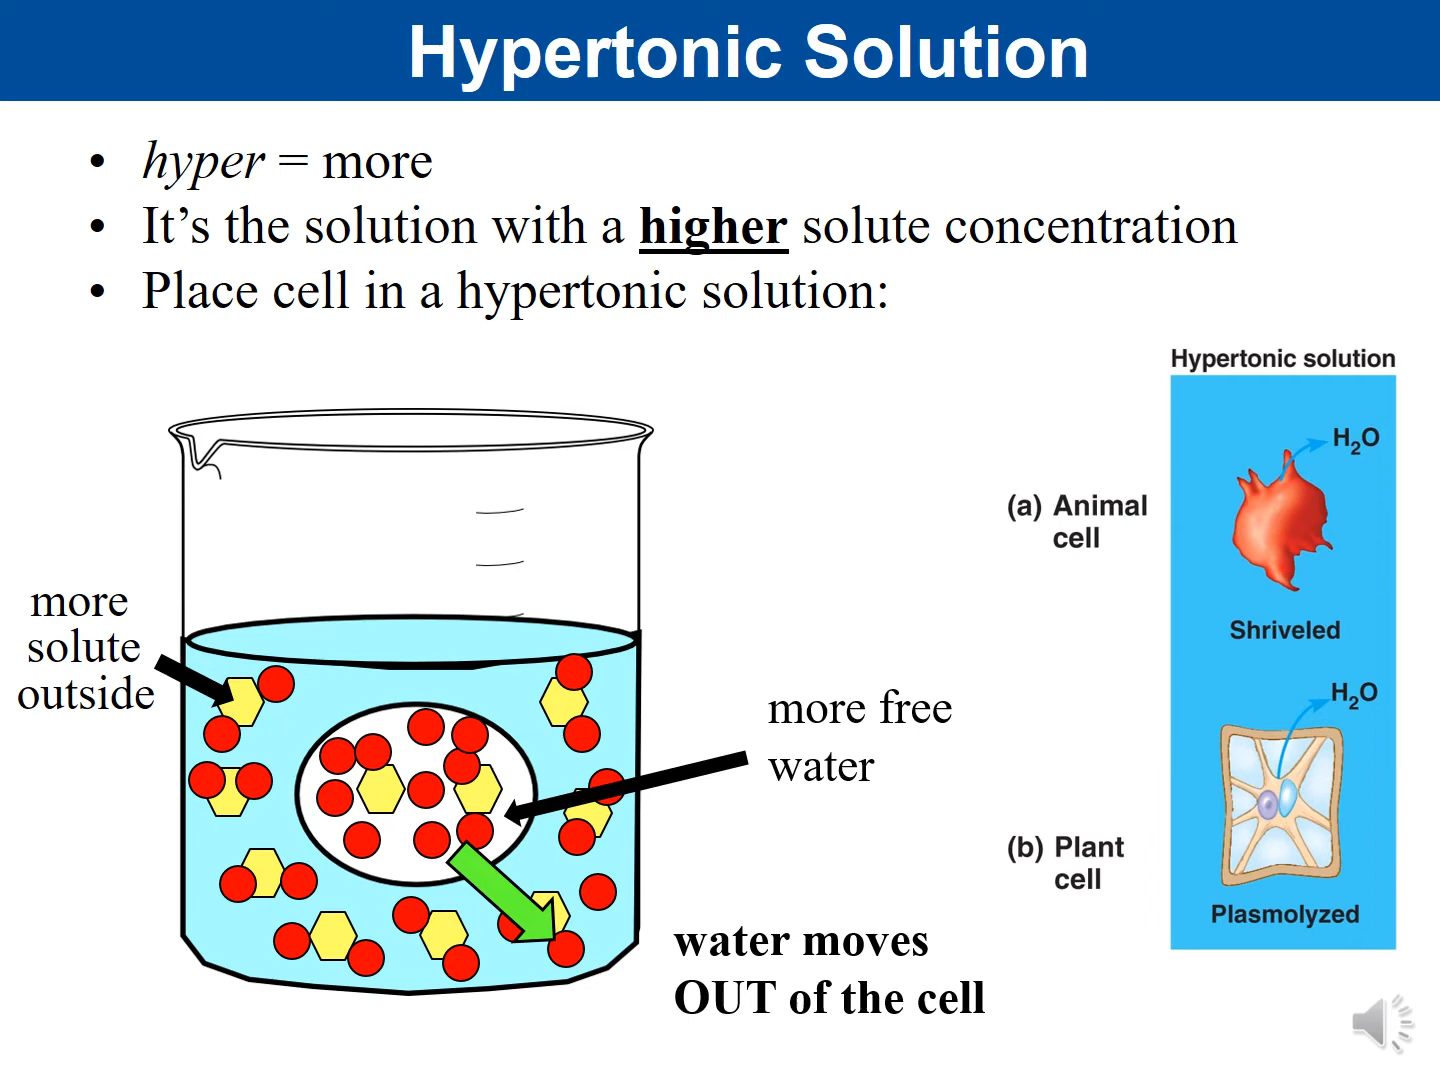 Hypertonic Solution
• hyper = more
• It’s the solution with a higher solute concentration
• Place cell in a hypertonic solution:
more
solute
outside
more free
water
water moves
OUT of the cell
Hypertonic solution
H₂O
(a) Animal
cell
Shriveled
H₂O
(b) Plant
cell
Plasmolyzed